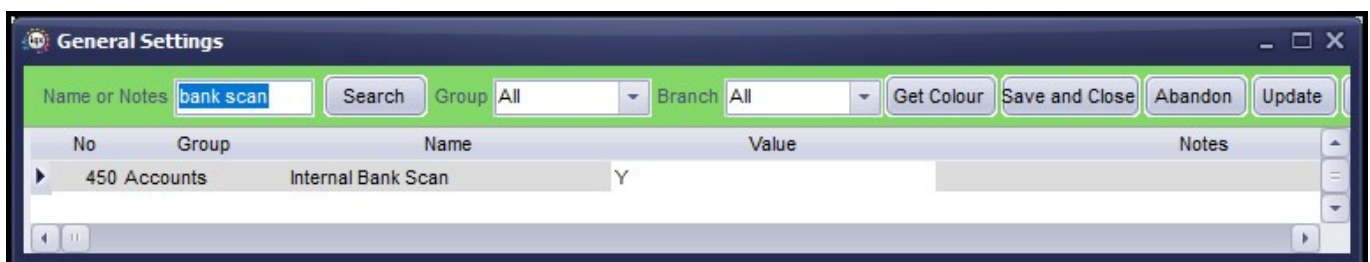 General Settings
Name or Notes bank scan Search Group All Branch All Get Colour Save and Close Abandon Update
No Group Name Value Notes
450 Accounts Internal Bank Scan Y